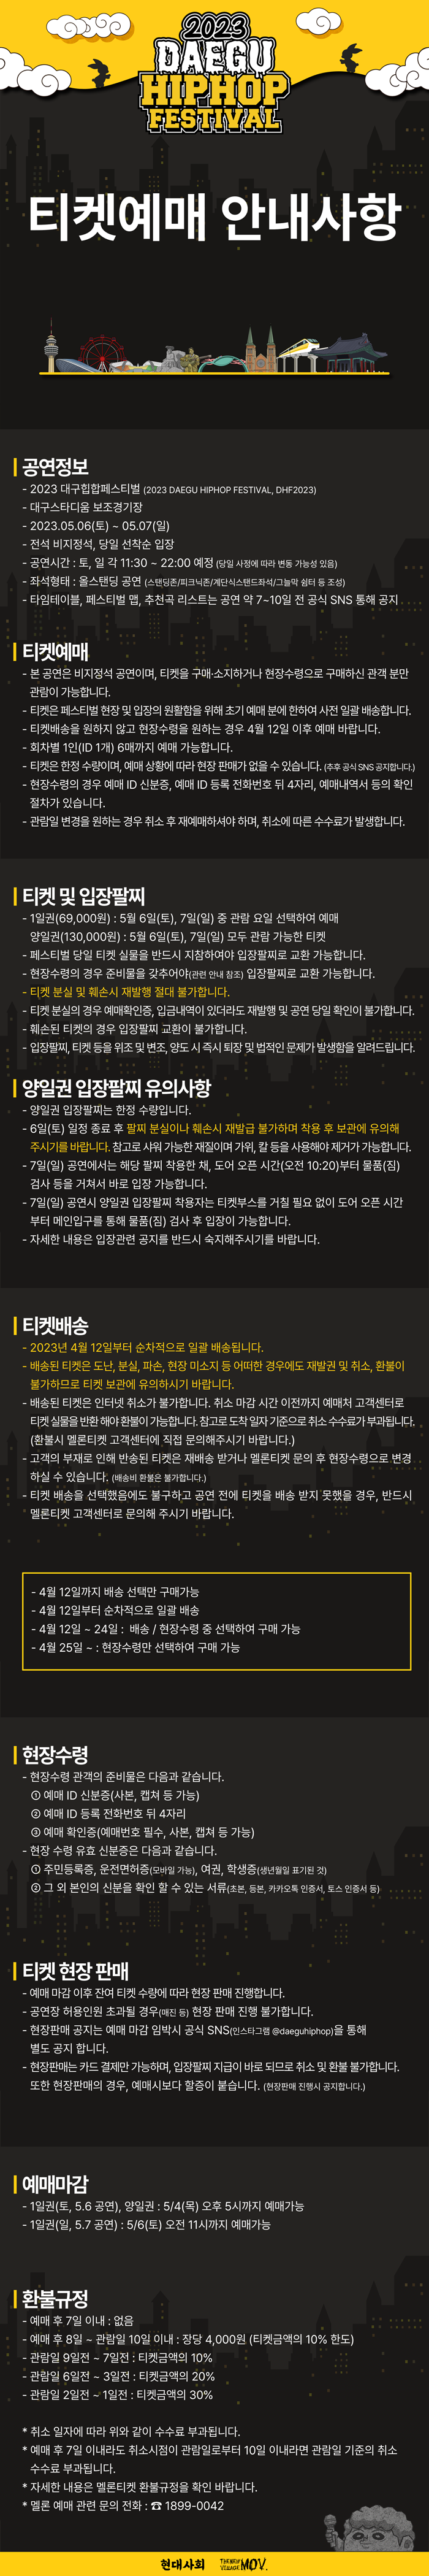 2023
DAEGU
HIPHOP
FESTIVAL
티켓예매 안내사항
공연정보
- 2023 대구힙합페스티벌 (2023 DAEGU HIPHOP FESTIVAL, DHF2023)
- 대구스타디움 보조경기장
- 2023.05.06(토) ~ 05.07(일)
- 전석 비지정석, 당일 선착순 입장
- 공연시간 : 토, 일 각 11:30 ~ 22:00 예정 (당일 사정에 따라 변동 가능성 있음)
- 좌석형태 : 올스탠딩 공연 (스탠딩존/피크닉존/계단식스탠드좌석/그늘막 쉼터 등 조성)
- 타임테이블, 페스티벌 맵, 추천곡 리스트는 공연 약 7~10일 전 공식 SNS 통해 공지
티켓예매
- 본 공연은 비지정석 공연이며, 티켓을 구매·소지하거나 현장수령으로 구매하신 관객 분만
관람이 가능합니다.
- 티켓은 페스티벌 현장 및 입장의 원활함을 위해 초기 예매 분에 한하여 사전 일괄 배송합니다.
- 티켓배송을 원하지 않고 현장수령을 원하는 경우 4월 12일 이후 예매 바랍니다.
- 회차별 1인(ID 1개) 6매까지 예매 가능합니다.
- 티켓은 한정 수량이며, 예매 상황에 따라 현장 판매가 없을 수 있습니다. (추후 공식 SNS 공지합니다.)
- 현장수령의 경우 예매 ID 신분증, 예매 ID 등록 전화번호 뒤 4자리, 예매내역서 등의 확인
절차가 있습니다.
- 관람일 변경을 원하는 경우 취소 후 재예매하셔야 하며, 취소에 따른 수수료가 발생합니다.
티켓 및 입장팔찌
- 1일권(69,000원) : 5월 6일(토), 7일(일) 중 관람 요일 선택하여 예매
양일권(130,000원) : 5월 6일(토), 7일(일) 모두 관람 가능한 티켓
- 페스티벌 당일 티켓 실물을 반드시 지참하여야 입장팔찌로 교환 가능합니다.
- 현장수령의 경우 준비물을 갖추어야(관련 안내 참조) 입장팔찌로 교환 가능합니다.
- 티켓 분실 및 훼손시 재발행 절대 불가합니다.
- 티켓 분실의 경우 예매확인증, 입금내역이 있더라도 재발행 및 공연 당일 확인이 불가합니다.
- 훼손된 티켓의 경우 입장팔찌 교환이 불가합니다.
- 입장팔찌, 티켓 등을 위조 및 변조, 양도 시 즉시 퇴장 및 법적인 문제가 발생함을 알려드립니다.
양일권 입장팔찌 유의사항
- 양일권 입장팔찌는 한정 수량입니다.
- 6일(토) 일정 종료 후 팔찌 분실이나 훼손시 재발급 불가하며 착용 후 보관에 유의해
주시기를 바랍니다. 참고로 샤워 가능한 재질이며 가위, 칼 등을 사용해야 제거가 가능합니다.
- 7일(일) 공연에서는 해당 팔찌 착용한 채, 도어 오픈 시간(오전 10:20)부터 물품(짐)
검사 등을 거쳐서 바로 입장 가능합니다.
- 7일(일) 공연시 양일권 입장팔찌 착용자는 티켓부스를 거칠 필요 없이 도어 오픈 시간
부터 메인입구를 통해 물품(짐) 검사 후 입장이 가능합니다.
- 자세한 내용은 입장관련 공지를 반드시 숙지해주시기를 바랍니다.
티켓배송
- 2023년 4월 12일부터 순차적으로 일괄 배송됩니다.
- 배송된 티켓은 도난, 분실, 파손, 현장 미소지 등 어떠한 경우에도 재발권 및 취소, 환불이
불가하므로 티켓 보관에 유의하시기 바랍니다.
- 배송된 티켓은 인터넷 취소가 불가합니다. 취소 마감 시간 이전까지 예매처 고객센터로
티켓 실물을 반환 해야 환불이 가능합니다. 참고로 도착 일자 기준으로 취소 수수료가 부과됩니다.
(환불시 멜론티켓 고객센터에 직접 문의해주시기 바랍니다.)
- 고객의 부재로 인해 반송된 티켓은 재배송 받거나 멜론티켓 문의 후 현장수령으로 변경
하실 수 있습니다. (배송비 환불은 불가합니다.)
- 티켓 배송을 선택했음에도 불구하고 공연 전에 티켓을 배송 받지 못했을 경우, 반드시
멜론티켓 고객센터로 문의해 주시기 바랍니다.
- 4월 12일까지 배송 선택만 구매가능
- 4월 12일부터 순차적으로 일괄 배송
- 4월 12일 ~ 24일 : 배송 / 현장수령 중 선택하여 구매 가능
- 4월 25일 ~ : 현장수령만 선택하여 구매 가능
현장수령
- 현장수령 관객의 준비물은 다음과 같습니다.
① 예매 ID 신분증(사본, 캡쳐 등 가능)
② 예매 ID 등록 전화번호 뒤 4자리
③ 예매 확인증(예매번호 필수, 사본, 캡쳐 등 가능)
- 현장 수령 유효 신분증은 다음과 같습니다.
① 주민등록증, 운전면허증(모바일 가능), 여권, 학생증(생년월일 표기된 것)
② 그 외 본인의 신분을 확인 할 수 있는 서류(초본, 등본, 카카오톡 인증서, 토스 인증서 등)
티켓 현장 판매
- 예매 마감 이후 잔여 티켓 수량에 따라 현장 판매 진행합니다.
- 공연장 허용인원 초과될 경우(매진 등) 현장 판매 진행 불가합니다.
- 현장판매 공지는 예매 마감 임박시 공식 SNS(인스타그램 @daeguhiphop)을 통해
별도 공지 합니다.
- 현장판매는 카드 결제만 가능하며, 입장팔찌 지급이 바로 되므로 취소 및 환불 불가합니다.
또한 현장판매의 경우, 예매시보다 할증이 붙습니다. (현장판매 진행시 공지합니다.)
예매마감
- 1일권(토, 5.6 공연), 양일권 : 5/4(목) 오후 5시까지 예매가능
- 1일권(일, 5.7 공연) : 5/6(토) 오전 11시까지 예매가능
환불규정
- 예매 후 7일 이내 : 없음
- 예매 후 8일 ~ 관람일 10일 이내 : 장당 4,000원 (티켓금액의 10% 한도)
- 관람일 9일전 ~ 7일전 : 티켓금액의 10%
- 관람일 6일전 ~ 3일전 : 티켓금액의 20%
- 관람일 2일전 ~ 1일전 : 티켓금액의 30%
* 취소 일자에 따라 위와 같이 수수료 부과됩니다.
* 예매 후 7일 이내라도 취소시점이 관람일로부터 10일 이내라면 관람일 기준의 취소
수수료 부과됩니다.
* 자세한 내용은 멜론티켓 환불규정을 확인 바랍니다.
* 멜론 예매 관련 문의 전화 : ☎ 1899-0042
현대사회 THE NEW VILLAGE MOV.